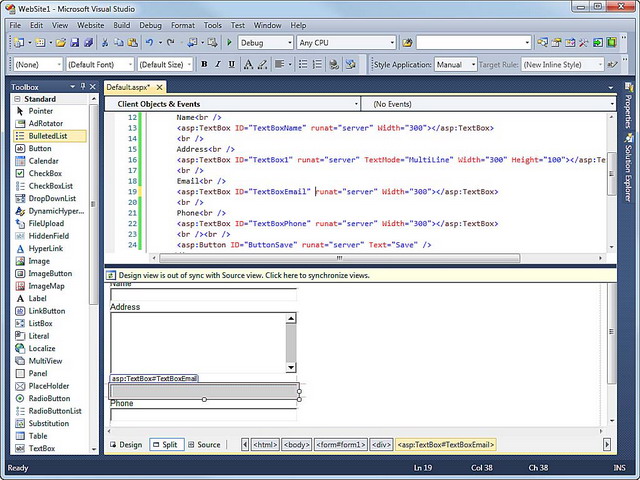 WebSite1 - Microsoft Visual Studio
File Edit View Website Build Debug Format Tools Test Window Help
Debug Any CPU
(None) (Default Font) (Default Size) B I U A Style Application: Manual Target Rule: (New Inline Style)
Toolbox
Standard
Pointer
AdRotator
BulletedList
Button
Calendar
CheckBox
CheckBoxList
DropDownList
DynamicHyper...
FileUpload
HiddenField
HyperLink
Image
ImageButton
ImageMap
Label
LinkButton
ListBox
Literal
Localize
MultiView
Panel
PlaceHolder
RadioButton
RadioButtonList
Substitution
Table
TextBox
Default.aspx*
Client Objects & Events (No Events)
12 Name<br />
13 <asp:TextBox ID="TextBoxName" runat="server" Width="300"></asp:TextBox>
14 <br />
15 Address<br />
16 <asp:TextBox ID="TextBox1" runat="server" TextMode="MultiLine" Width="300" Height="100"></asp:Te
17 <br />
18 Email<br />
19 <asp:TextBox ID="TextBoxEmail" runat="server" Width="300"></asp:TextBox>
20 <br />
21 Phone<br />
22 <asp:TextBox ID="TextBoxPhone" runat="server" Width="300"></asp:TextBox>
23 <br /><br />
24 <asp:Button ID="ButtonSave" runat="server" Text="Save" />
Design view is out of sync with Source view. Click here to synchronize views.
Name
Address
asp:TextBox#TextBoxEmail
Phone
Design Split Source <html> <body> <form#form1> <div> <asp:TextBox#TextBoxEmail>
Properties
Solution Explorer
Ready Ln 19 Col 38 Ch 38 INS